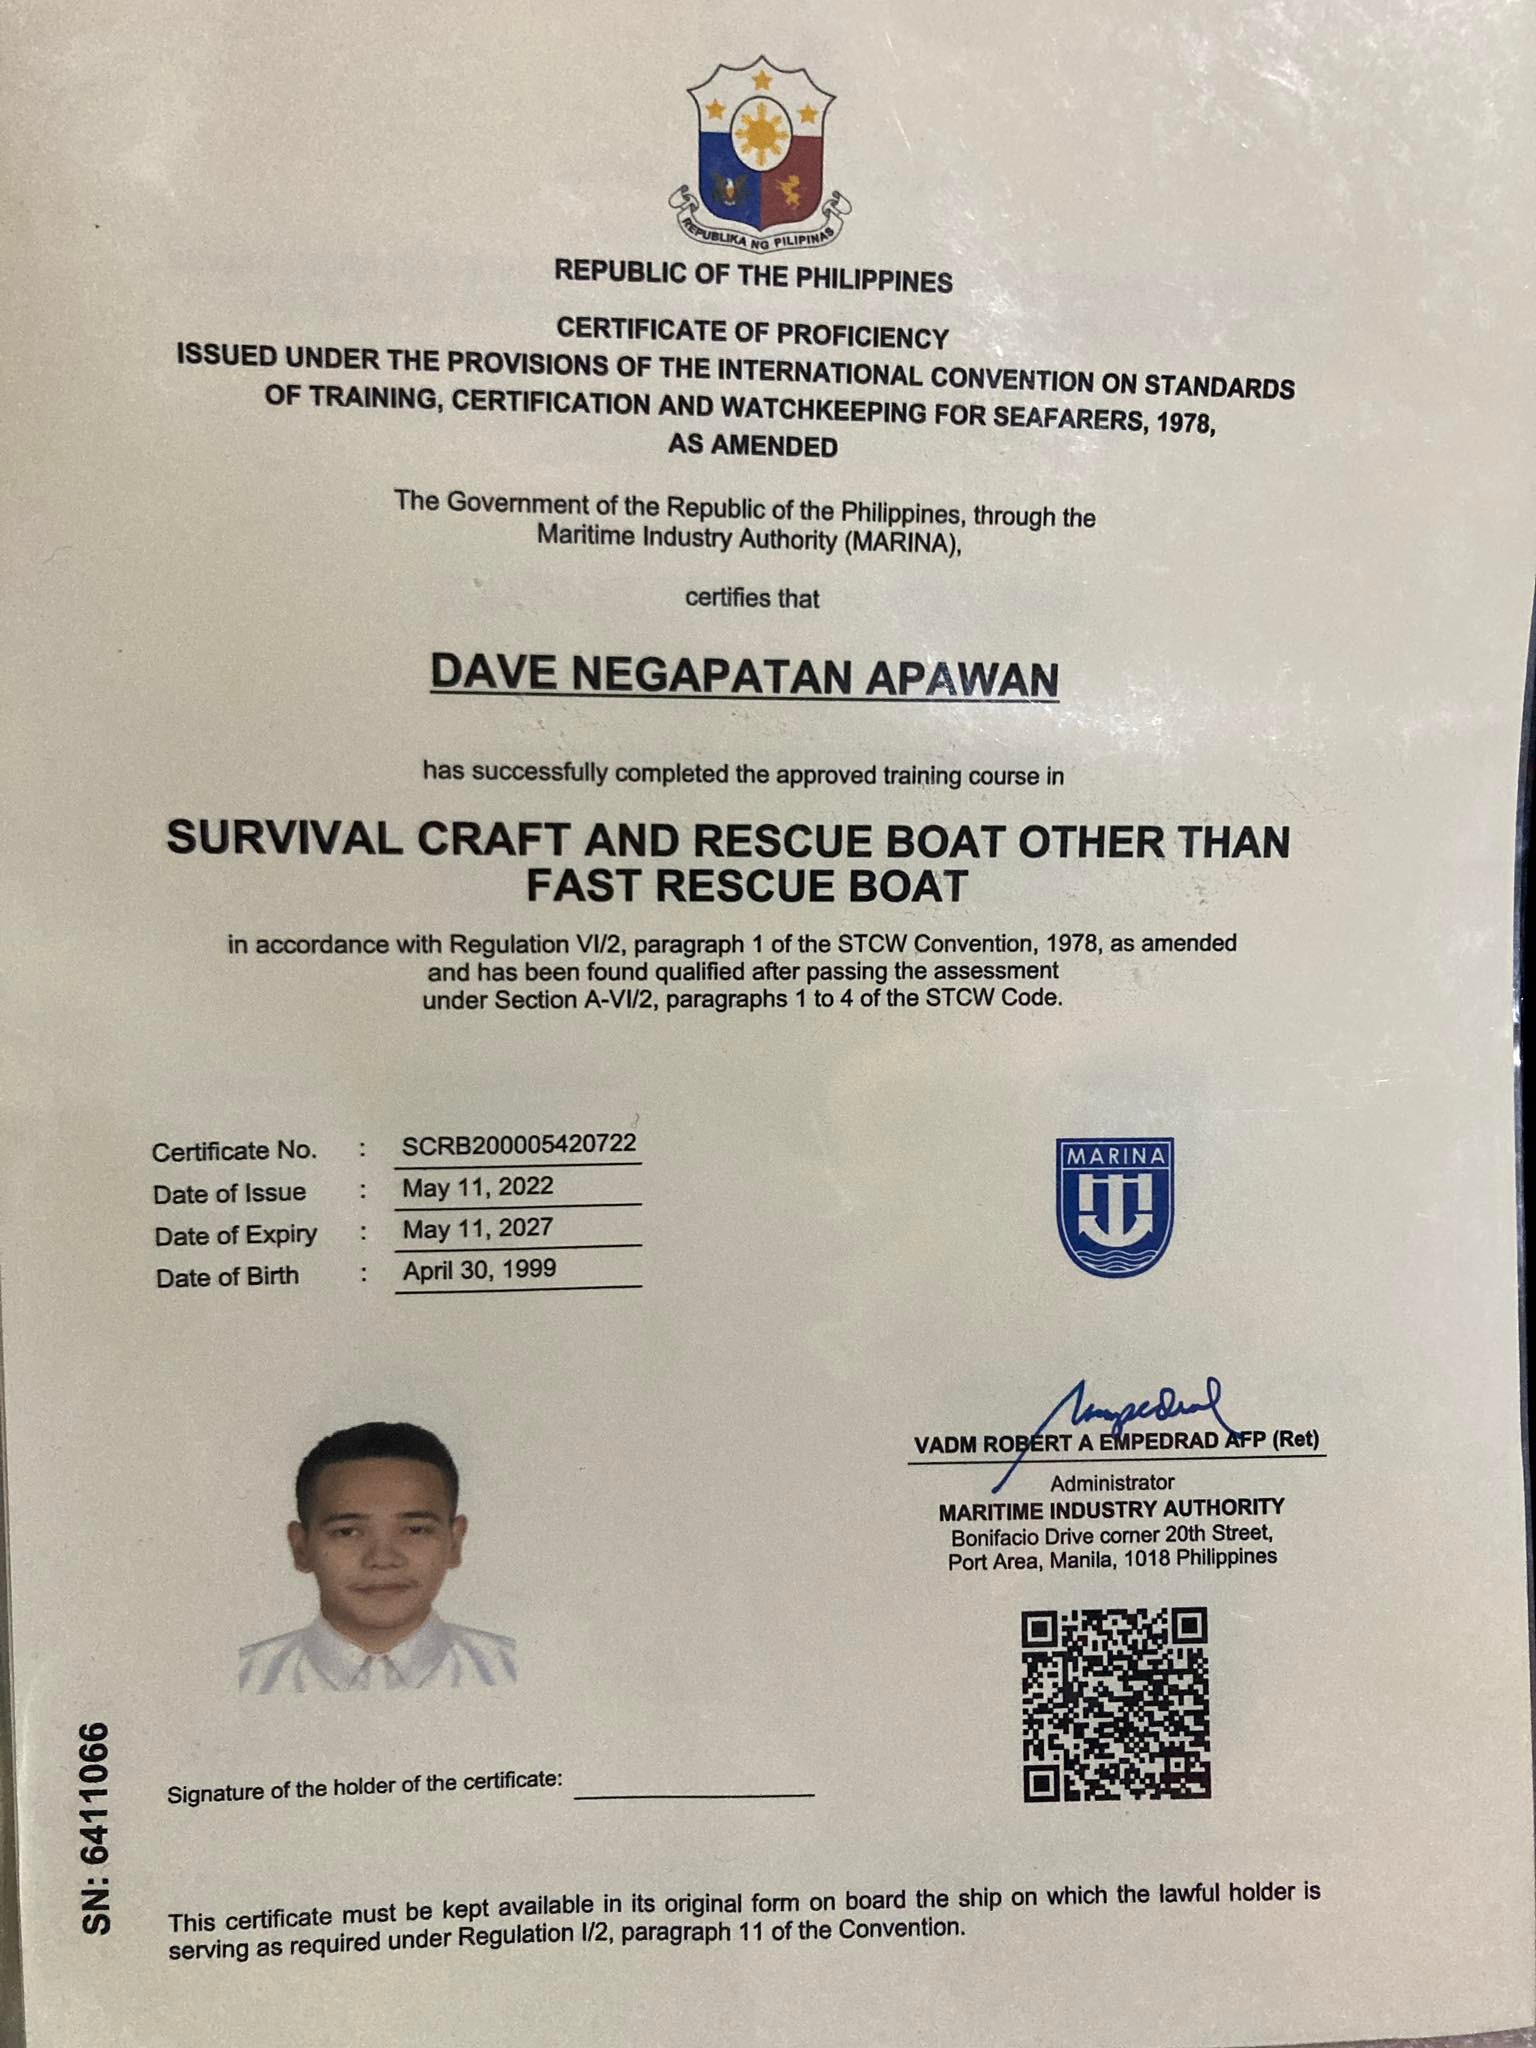 REPUBLIKA NG PILIPINAS
REPUBLIC OF THE PHILIPPINES
CERTIFICATE OF PROFICIENCY
ISSUED UNDER THE PROVISIONS OF THE INTERNATIONAL CONVENTION ON STANDARDS
OF TRAINING, CERTIFICATION AND WATCHKEEPING FOR SEAFARERS, 1978,
AS AMENDED
The Government of the Republic of the Philippines, through the
Maritime Industry Authority (MARINA),
certifies that
DAVE NEGAPATAN APAWAN
has successfully completed the approved training course in
SURVIVAL CRAFT AND RESCUE BOAT OTHER THAN
FAST RESCUE BOAT
in accordance with Regulation VI/2, paragraph 1 of the STCW Convention, 1978, as amended
and has been found qualified after passing the assessment
under Section A-VI/2, paragraphs 1 to 4 of the STCW Code.
Certificate No. : SCRB200005420722
Date of Issue : May 11, 2022
Date of Expiry : May 11, 2027
Date of Birth : April 30, 1999
MARINA
VADM ROBERT A EMPEDRAD AFP (Ret)
Administrator
MARITIME INDUSTRY AUTHORITY
Bonifacio Drive corner 20th Street,
Port Area, Manila, 1018 Philippines
Signature of the holder of the certificate:
SN: 6411066
This certificate must be kept available in its original form on board the ship on which the lawful holder is
serving as required under Regulation I/2, paragraph 11 of the Convention.